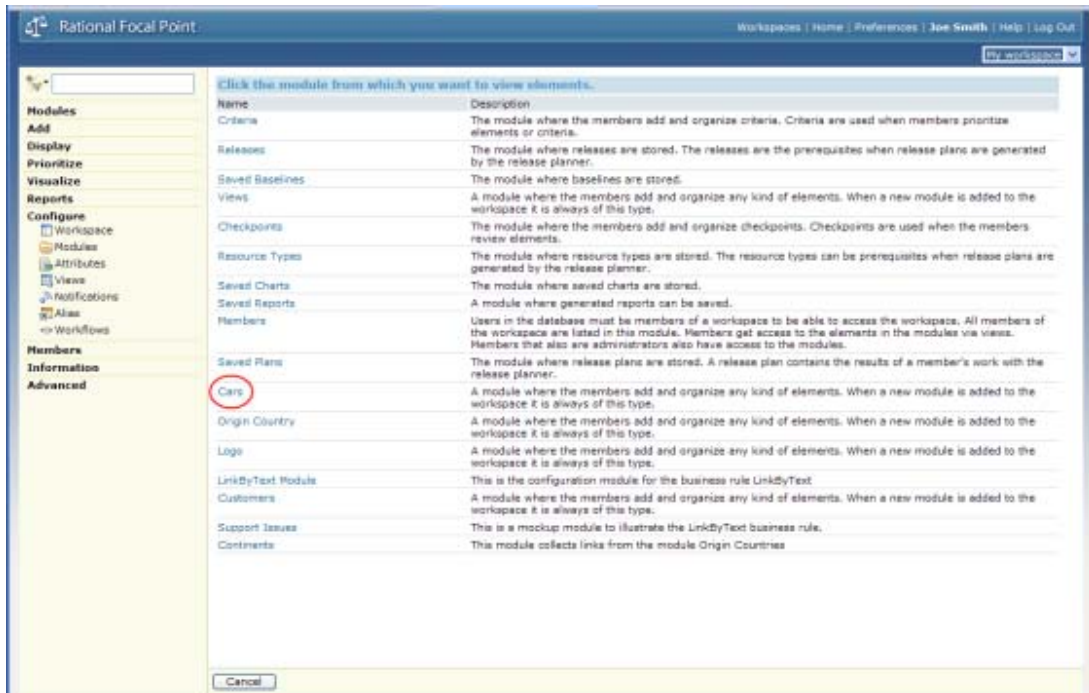 Rational Focal Point
Workspaces | Home | Preferences | Joe Smith | Help | Log Out
My workspace
Modules
Add
Display
Prioritize
Visualize
Reports
Configure
Workspace
Modules
Attributes
Views
Notifications
Alias
Workflows
Members
Information
Advanced
Click the module from which you want to view elements.
Name Description
Criteria The module where the members add and organize criteria. Criteria are used when members prioritize
elements or criteria.
Releases The module where releases are stored. The releases are the prerequisites when release plans are generated
by the release planner.
Saved Baselines The module where baselines are stored.
Views A module where the members add and organize any kind of elements. When a new module is added to the
workspace it is always of this type.
Checkpoints The module where the members add and organize checkpoints. Checkpoints are used when the members
review elements.
Resource Types The module where resource types are stored. The resource types can be prerequisites when release plans are
generated by the release planner.
Saved Charts The module where saved charts are stored.
Saved Reports A module where generated reports can be saved.
Members Users in the database must be members of a workspace to be able to access the workspace. All members of
the workspace are listed in this module. Members get access to the elements in the modules via views.
Members that also are administrators also have access to the modules.
Saved Plans The module where release plans are stored. A release plan contains the results of a member's work with the
release planner.
Cars A module where the members add and organize any kind of elements. When a new module is added to the
workspace it is always of this type.
Origin Country A module where the members add and organize any kind of elements. When a new module is added to the
workspace it is always of this type.
Logo A module where the members add and organize any kind of elements. When a new module is added to the
workspace it is always of this type.
LinkByText Module This is the configuration module for the business rule LinkByText
Customers A module where the members add and organize any kind of elements. When a new module is added to the
workspace it is always of this type.
Support Issues This is a mockup module to illustrate the LinkByText business rule.
Continents This module collects links from the module Origin Countries
Cancel